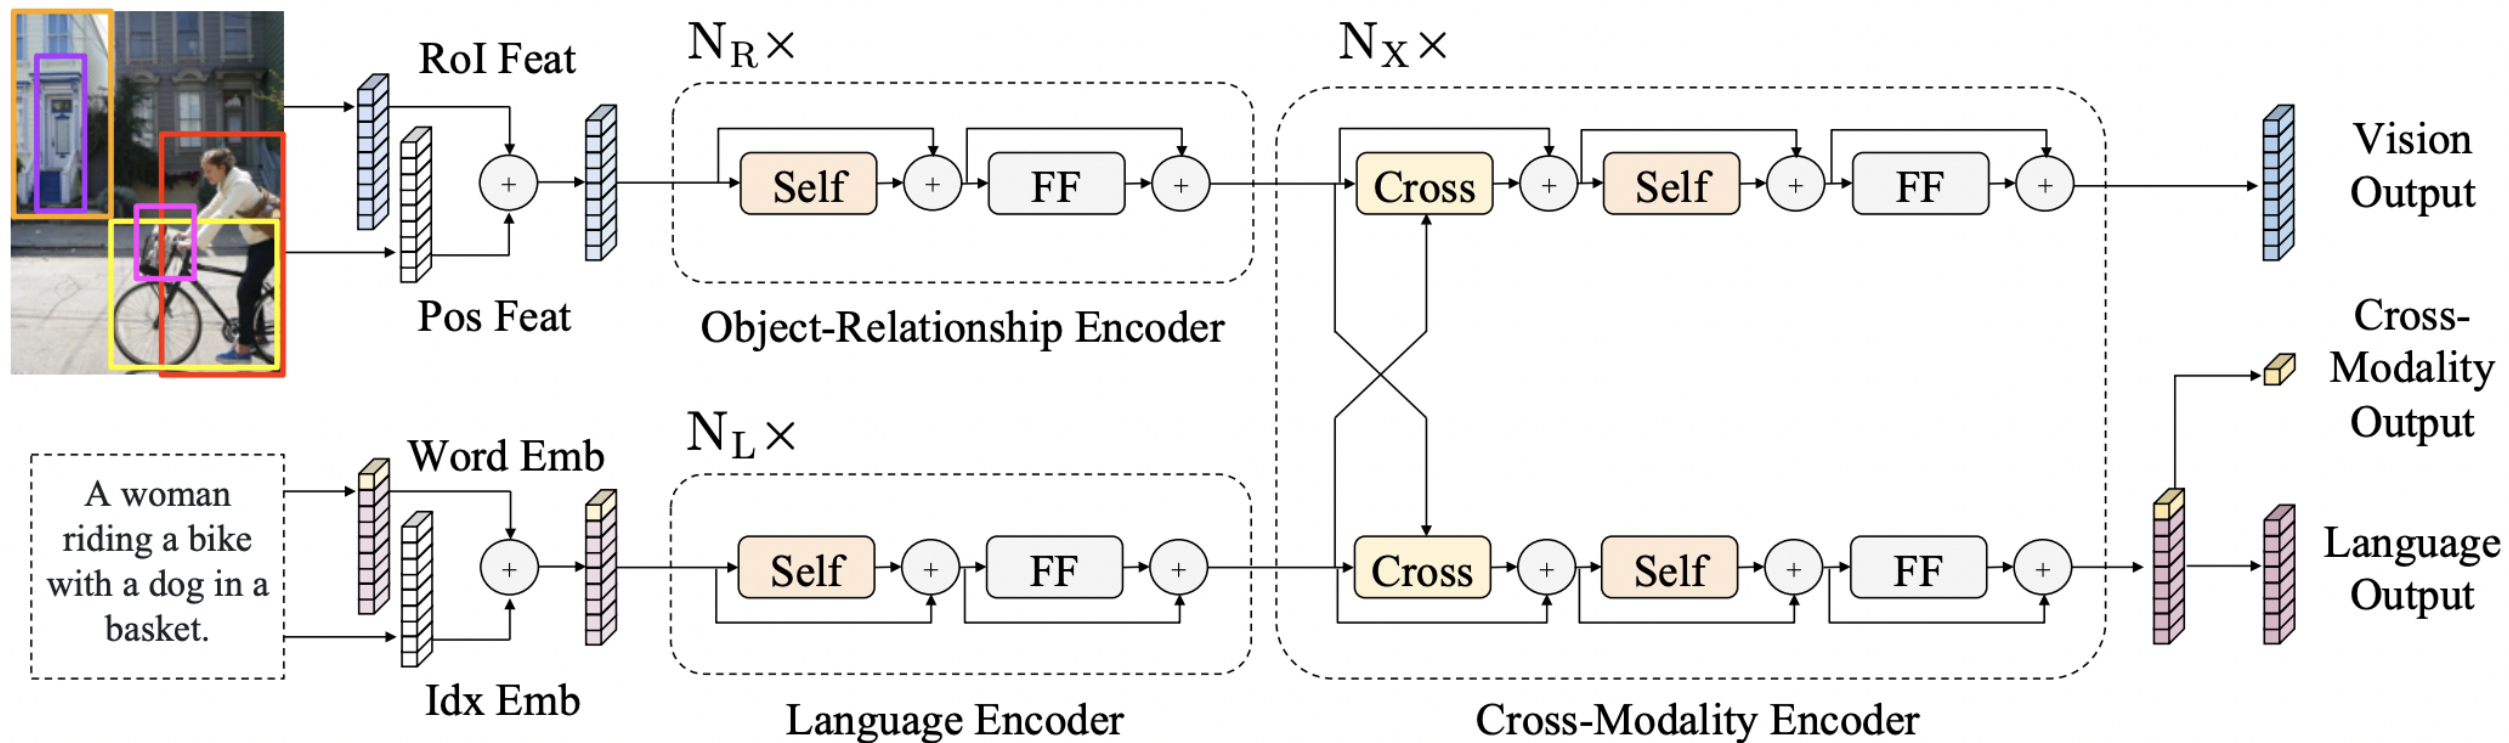 RoI Feat
Pos Feat
N_R×
Self
+
FF
+
+
Object-Relationship Encoder
N_X×
Cross
+
Self
+
FF
+
Vision
Output
Cross-
Modality
Output
A woman
riding a bike
with a dog in a
basket.
Word Emb
Idx Emb
+
N_L×
Self
+
FF
+
Language Encoder
Cross
+
Self
+
FF
+
Cross-Modality Encoder
Language
Output